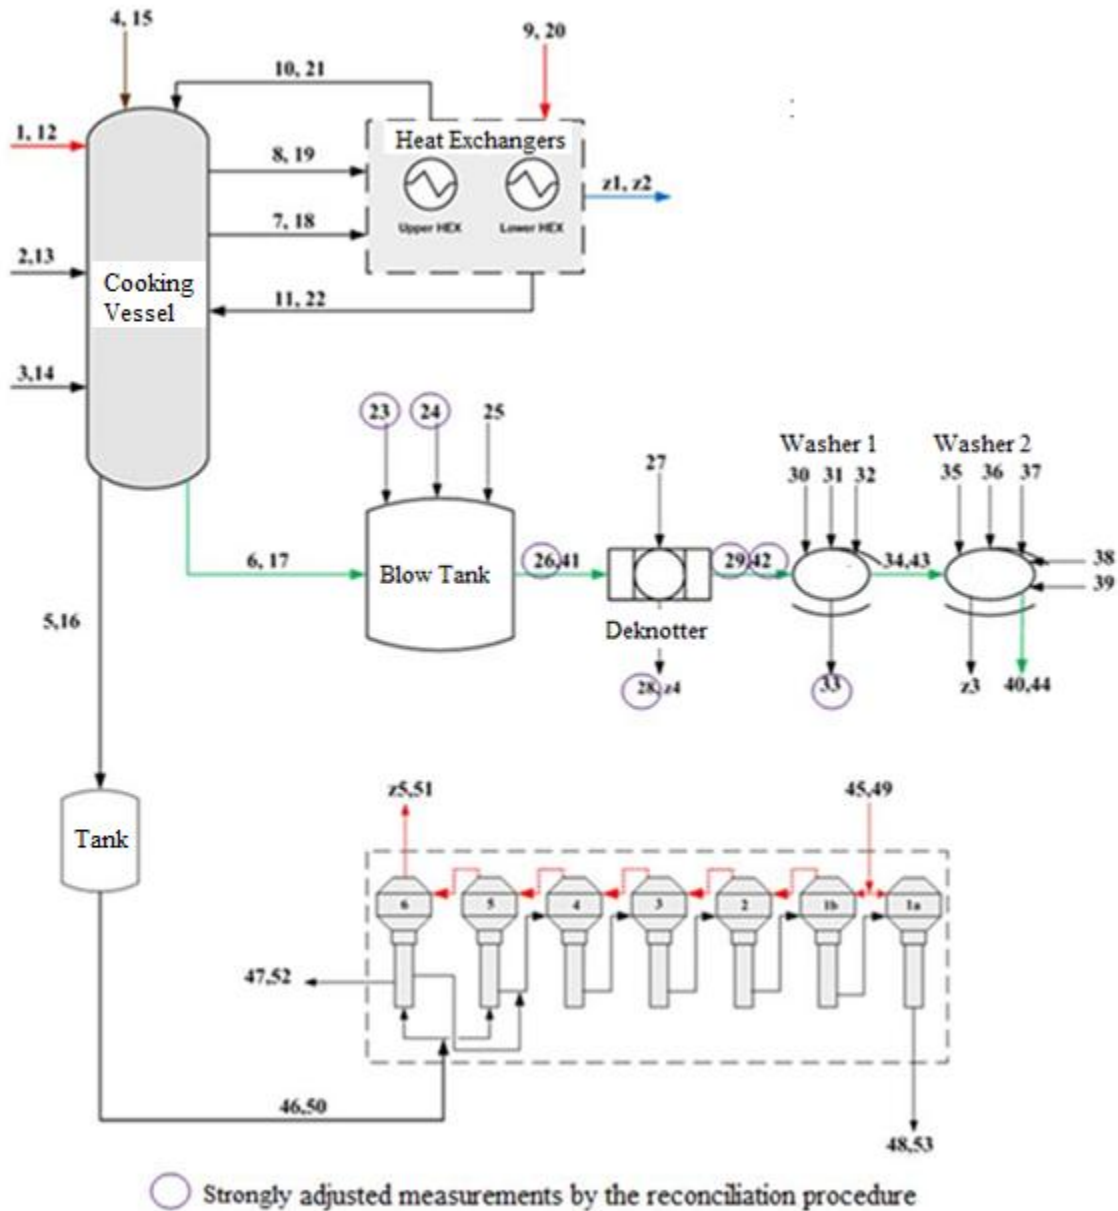 4, 15
9, 20
10, 21
1, 12
Heat Exchangers
8, 19
z1, z2
7, 18
Upper HEX
Lower HEX
2,13
Cooking
Vessel
11, 22
3,14
23
24
25
Washer 1
Washer 2
27
30
31
32
35
36
37
6, 17
Blow Tank
26,41
29,42
34,43
38
39
5,16
Deknotter
28, z4
33
z3
40,44
z5,51
45,49
Tank
6
5
4
3
2
1b
1a
47,52
46,50
48,53
Strongly adjusted measurements by the reconciliation procedure